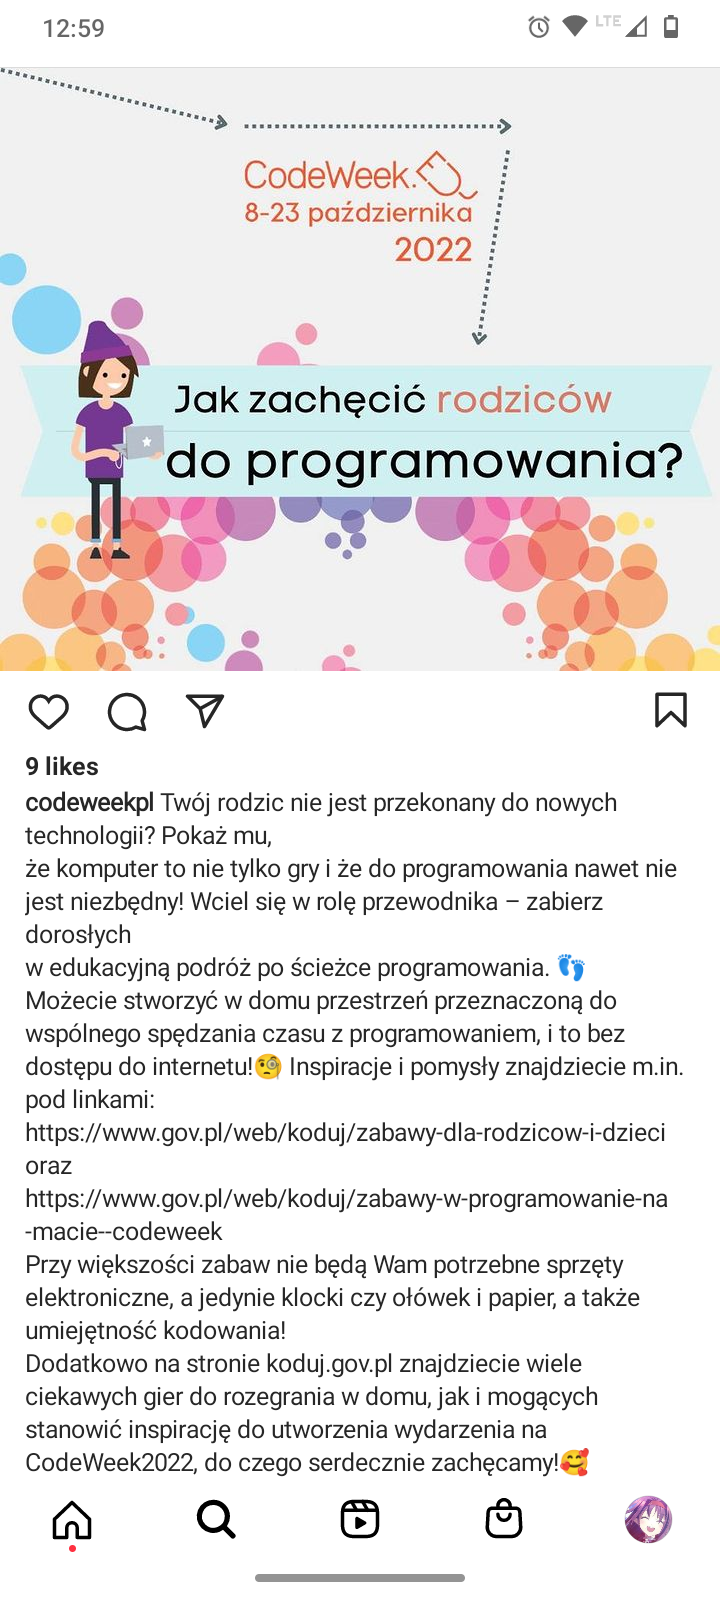 12:59
LTE
CodeWeek.
8-23 października
2022
Jak zachęcić rodziców
do programowania?
9 likes
codeweekpl Twój rodzic nie jest przekonany do nowych
technologii? Pokaż mu,
że komputer to nie tylko gry i że do programowania nawet nie
jest niezbędny! Wciel się w rolę przewodnika – zabierz
dorosłych
w edukacyjną podróż po ścieżce programowania. 👣
Możecie stworzyć w domu przestrzeń przeznaczoną do
wspólnego spędzania czasu z programowaniem, i to bez
dostępu do internetu!🧐 Inspiracje i pomysły znajdziecie m.in.
pod linkami:
https://www.gov.pl/web/koduj/zabawy-dla-rodzicow-i-dzieci
oraz
https://www.gov.pl/web/koduj/zabawy-w-programowanie-na
-macie--codeweek
Przy większości zabaw nie będą Wam potrzebne sprzęty
elektroniczne, a jedynie klocki czy ołówek i papier, a także
umiejętność kodowania!
Dodatkowo na stronie koduj.gov.pl znajdziecie wiele
ciekawych gier do rozegrania w domu, jak i mogących
stanowić inspirację do utworzenia wydarzenia na
CodeWeek2022, do czego serdecznie zachęcamy!🥰